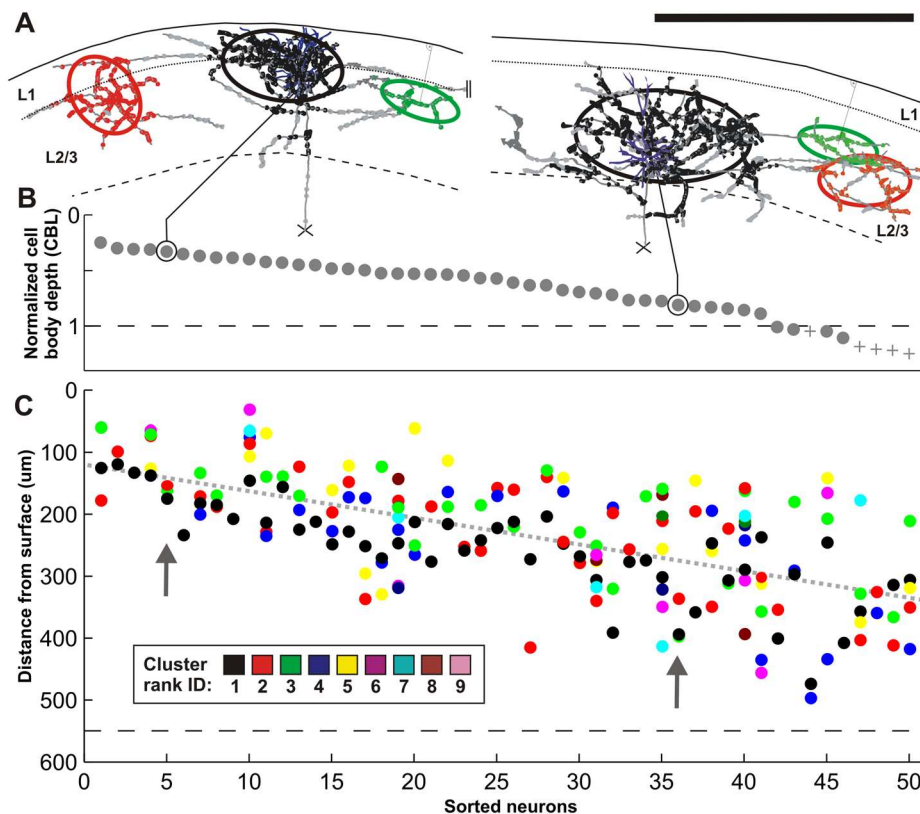 A
L1
L2/3
L1
L2/3
B
Normalized cell
body depth (CBL)
0
1
C
Distance from surface (um)
0
100
200
300
400
500
600
Cluster
rank ID:
1 2 3 4 5 6 7 8 9
0 5 10 15 20 25 30 35 40 45 50
Sorted neurons